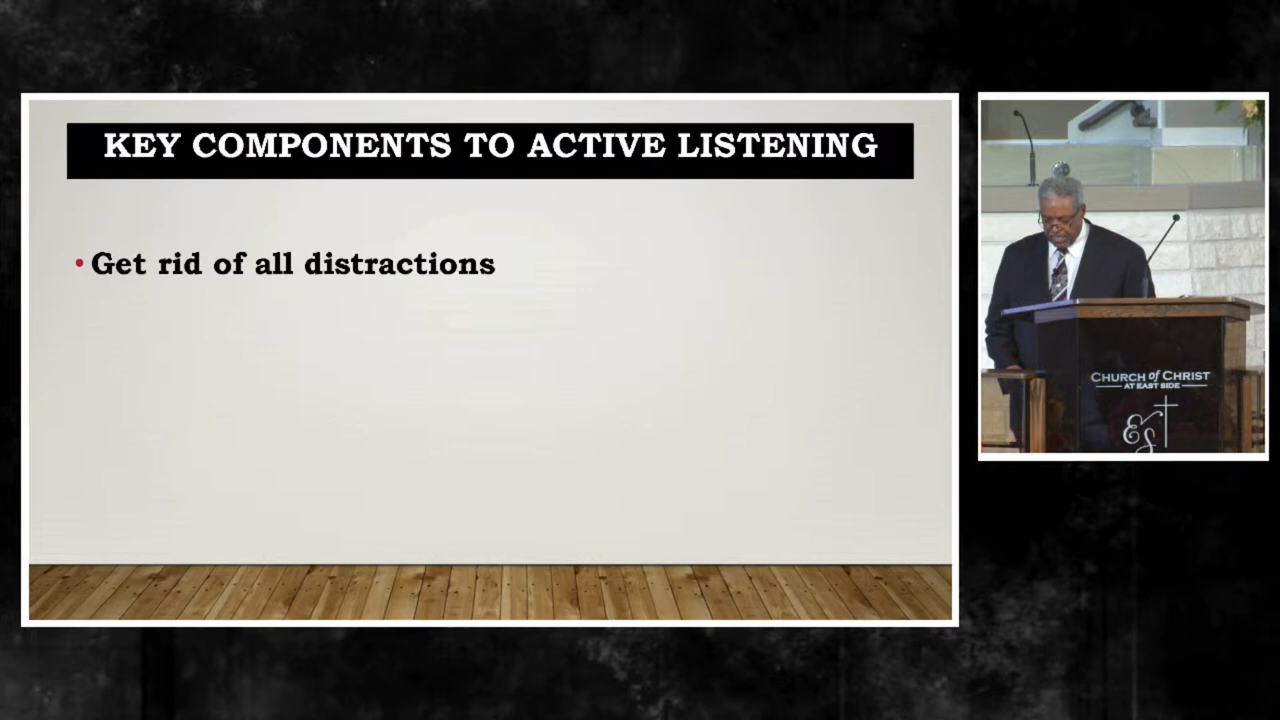 KEY COMPONENTS TO ACTIVE LISTENING
• Get rid of all distractions
CHURCH of CHRIST
AT EAST SIDE